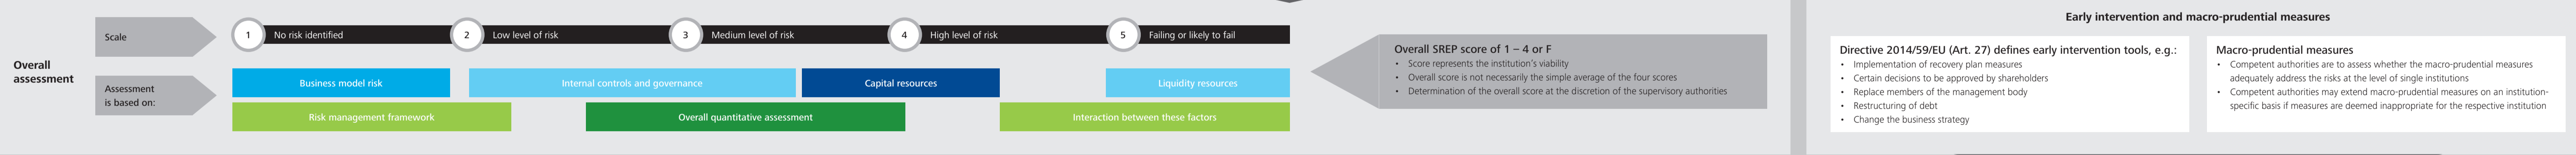 Overall
assessment
Scale
1 No risk identified
2 Low level of risk
3 Medium level of risk
4 High level of risk
5 Failing or likely to fail
Assessment
is based on:
Business model risk
Internal controls and governance
Capital resources
Liquidity resources
Risk management framework
Overall quantitative assessment
Interaction between these factors
Overall SREP score of 1 – 4 or F
• Score represents the institution's viability
• Overall score is not necessarily the simple average of the four scores
• Determination of the overall score at the discretion of the supervisory authorities
Early intervention and macro-prudential measures
Directive 2014/59/EU (Art. 27) defines early intervention tools, e.g.:
• Implementation of recovery plan measures
• Certain decisions to be approved by shareholders
• Replace members of the management body
• Restructuring of debt
• Change the business strategy
Macro-prudential measures
• Competent authorities are to assess whether the macro-prudential measures
adequately address the risks at the level of single institutions
• Competent authorities may extend macro-prudential measures on an institution-
specific basis if measures are deemed inappropriate for the respective institution